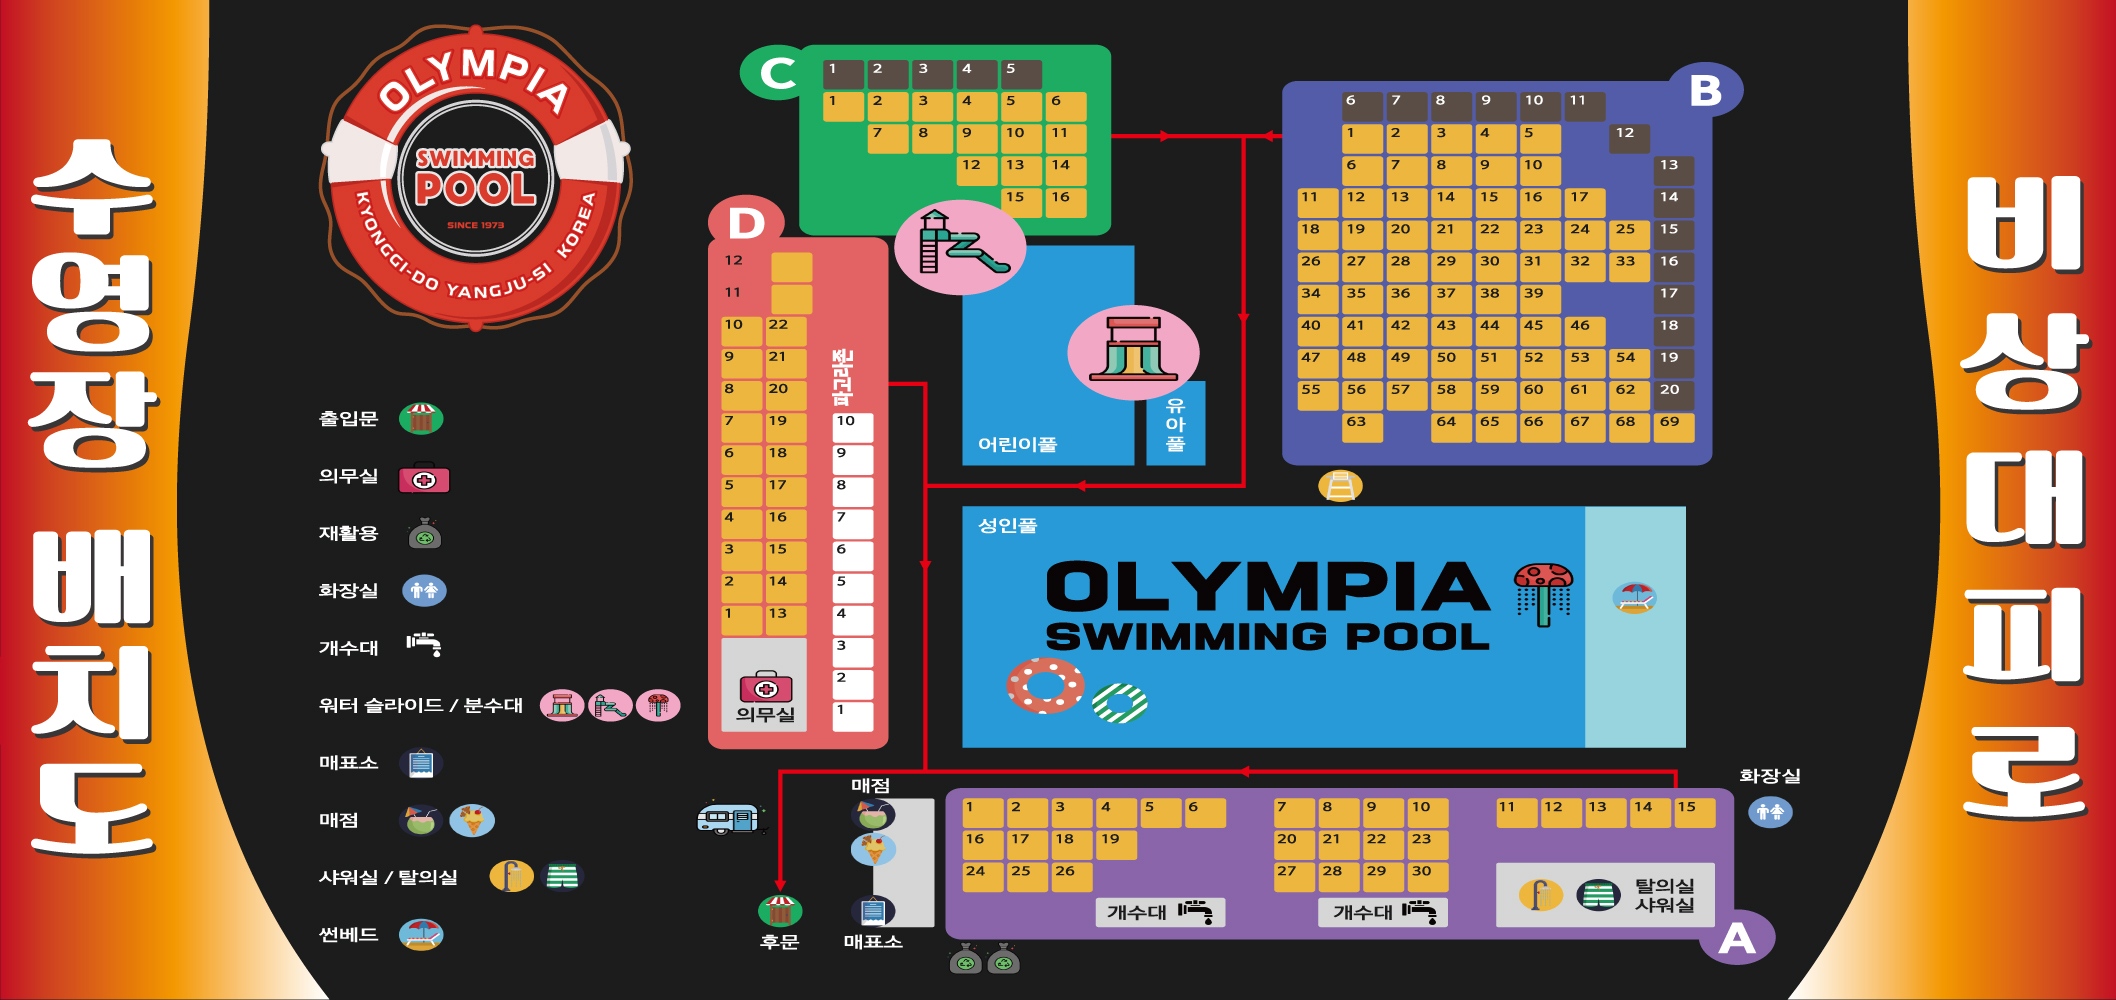 수영장 배치도
OLYMPIA
SWIMMING
POOL
SINCE 1973
KYONGGI-DO YANGJU-SI KOREA
출입문
의무실
재활용
화장실
개수대
워터 슬라이드 / 분수대
매표소
매점
샤워실 / 탈의실
썬베드
C
1 2 3 4 5
1 2 3 4 5 6
7 8 9 10 11
12 13 14
15 16
B
6 7 8 9 10 11
1 2 3 4 5 12
6 7 8 9 10 13
11 12 13 14 15 16 17 14
18 19 20 21 22 23 24 25 15
26 27 28 29 30 31 32 33 16
34 35 36 37 38 39 17
40 41 42 43 44 45 46 18
47 48 49 50 51 52 53 54 19
55 56 57 58 59 60 61 62 20
63 64 65 66 67 68 69
D
12
11
10 22
9 21
8 20
7 19
6 18
5 17
4 16
3 15
2 14
1 13
의무실
파고라존
10
9
8
7
6
5
4
3
2
1
어린이풀
유아풀
성인풀
OLYMPIA
SWIMMING POOL
매점
매표소
후문
화장실
1 2 3 4 5 6 7 8 9 10 11 12 13 14 15
16 17 18 19 20 21 22 23
24 25 26 27 28 29 30
개수대
개수대
탈의실
샤워실
A
비상대피로